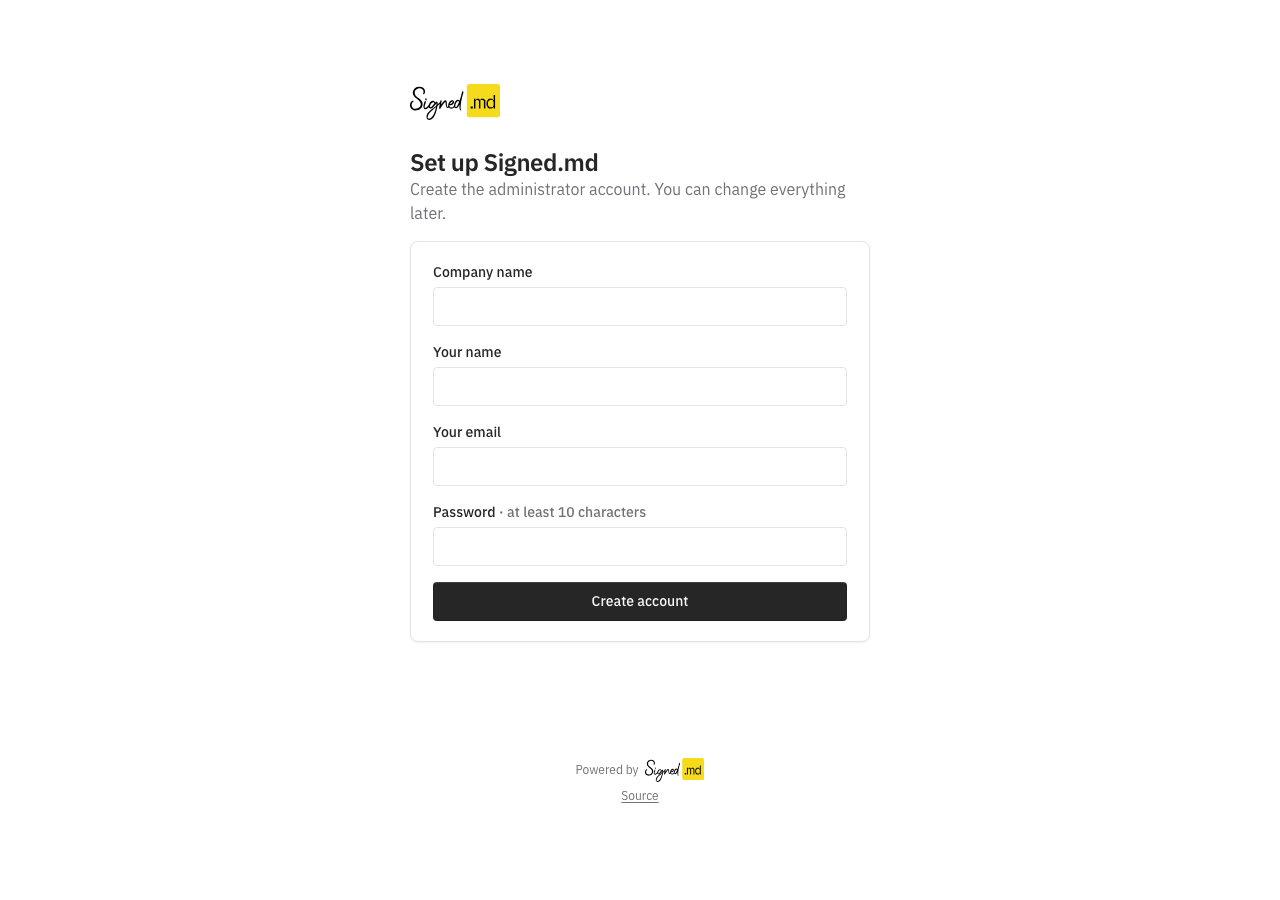 Signed .md
Set up Signed.md
Create the administrator account. You can change everything
later.
Company name
Your name
Your email
Password · at least 10 characters
Create account
Powered by Signed .md
Source